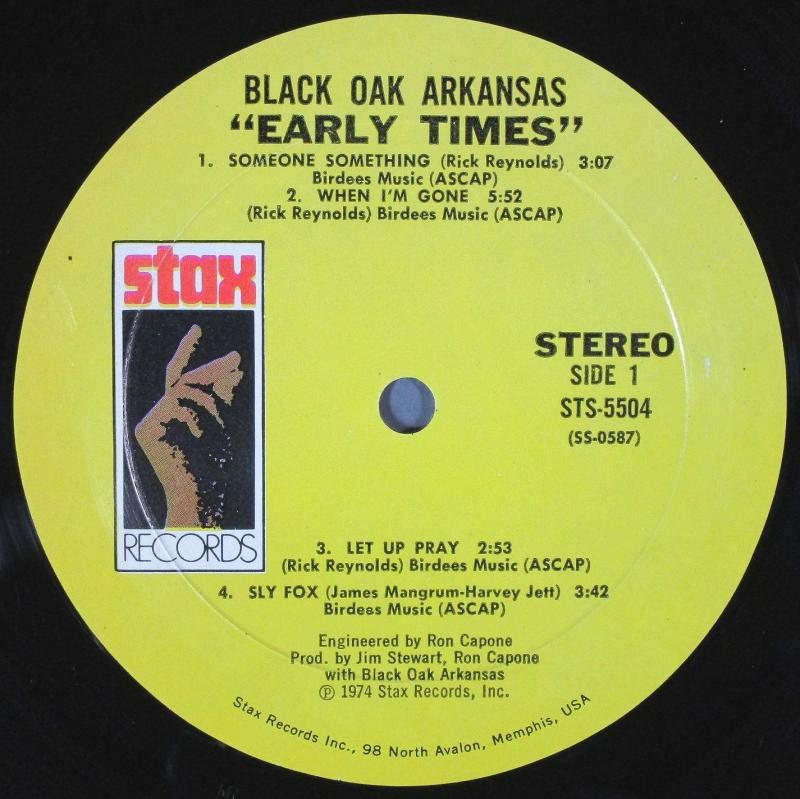 BLACK OAK ARKANSAS
"EARLY TIMES"
1. SOMEONE SOMETHING (Rick Reynolds) 3:07
Birdees Music (ASCAP)
2. WHEN I'M GONE 5:52
(Rick Reynolds) Birdees Music (ASCAP)
stax
RECORDS
STEREO
SIDE 1
STS-5504
(SS-0587)
3. LET UP PRAY 2:53
(Rick Reynolds) Birdees Music (ASCAP)
4. SLY FOX (James Mangrum-Harvey Jett) 3:42
Birdees Music (ASCAP)
Engineered by Ron Capone
Prod. by Jim Stewart, Ron Capone
with Black Oak Arkansas
℗ 1974 Stax Records, Inc.
Stax Records Inc., 98 North Avalon, Memphis, USA